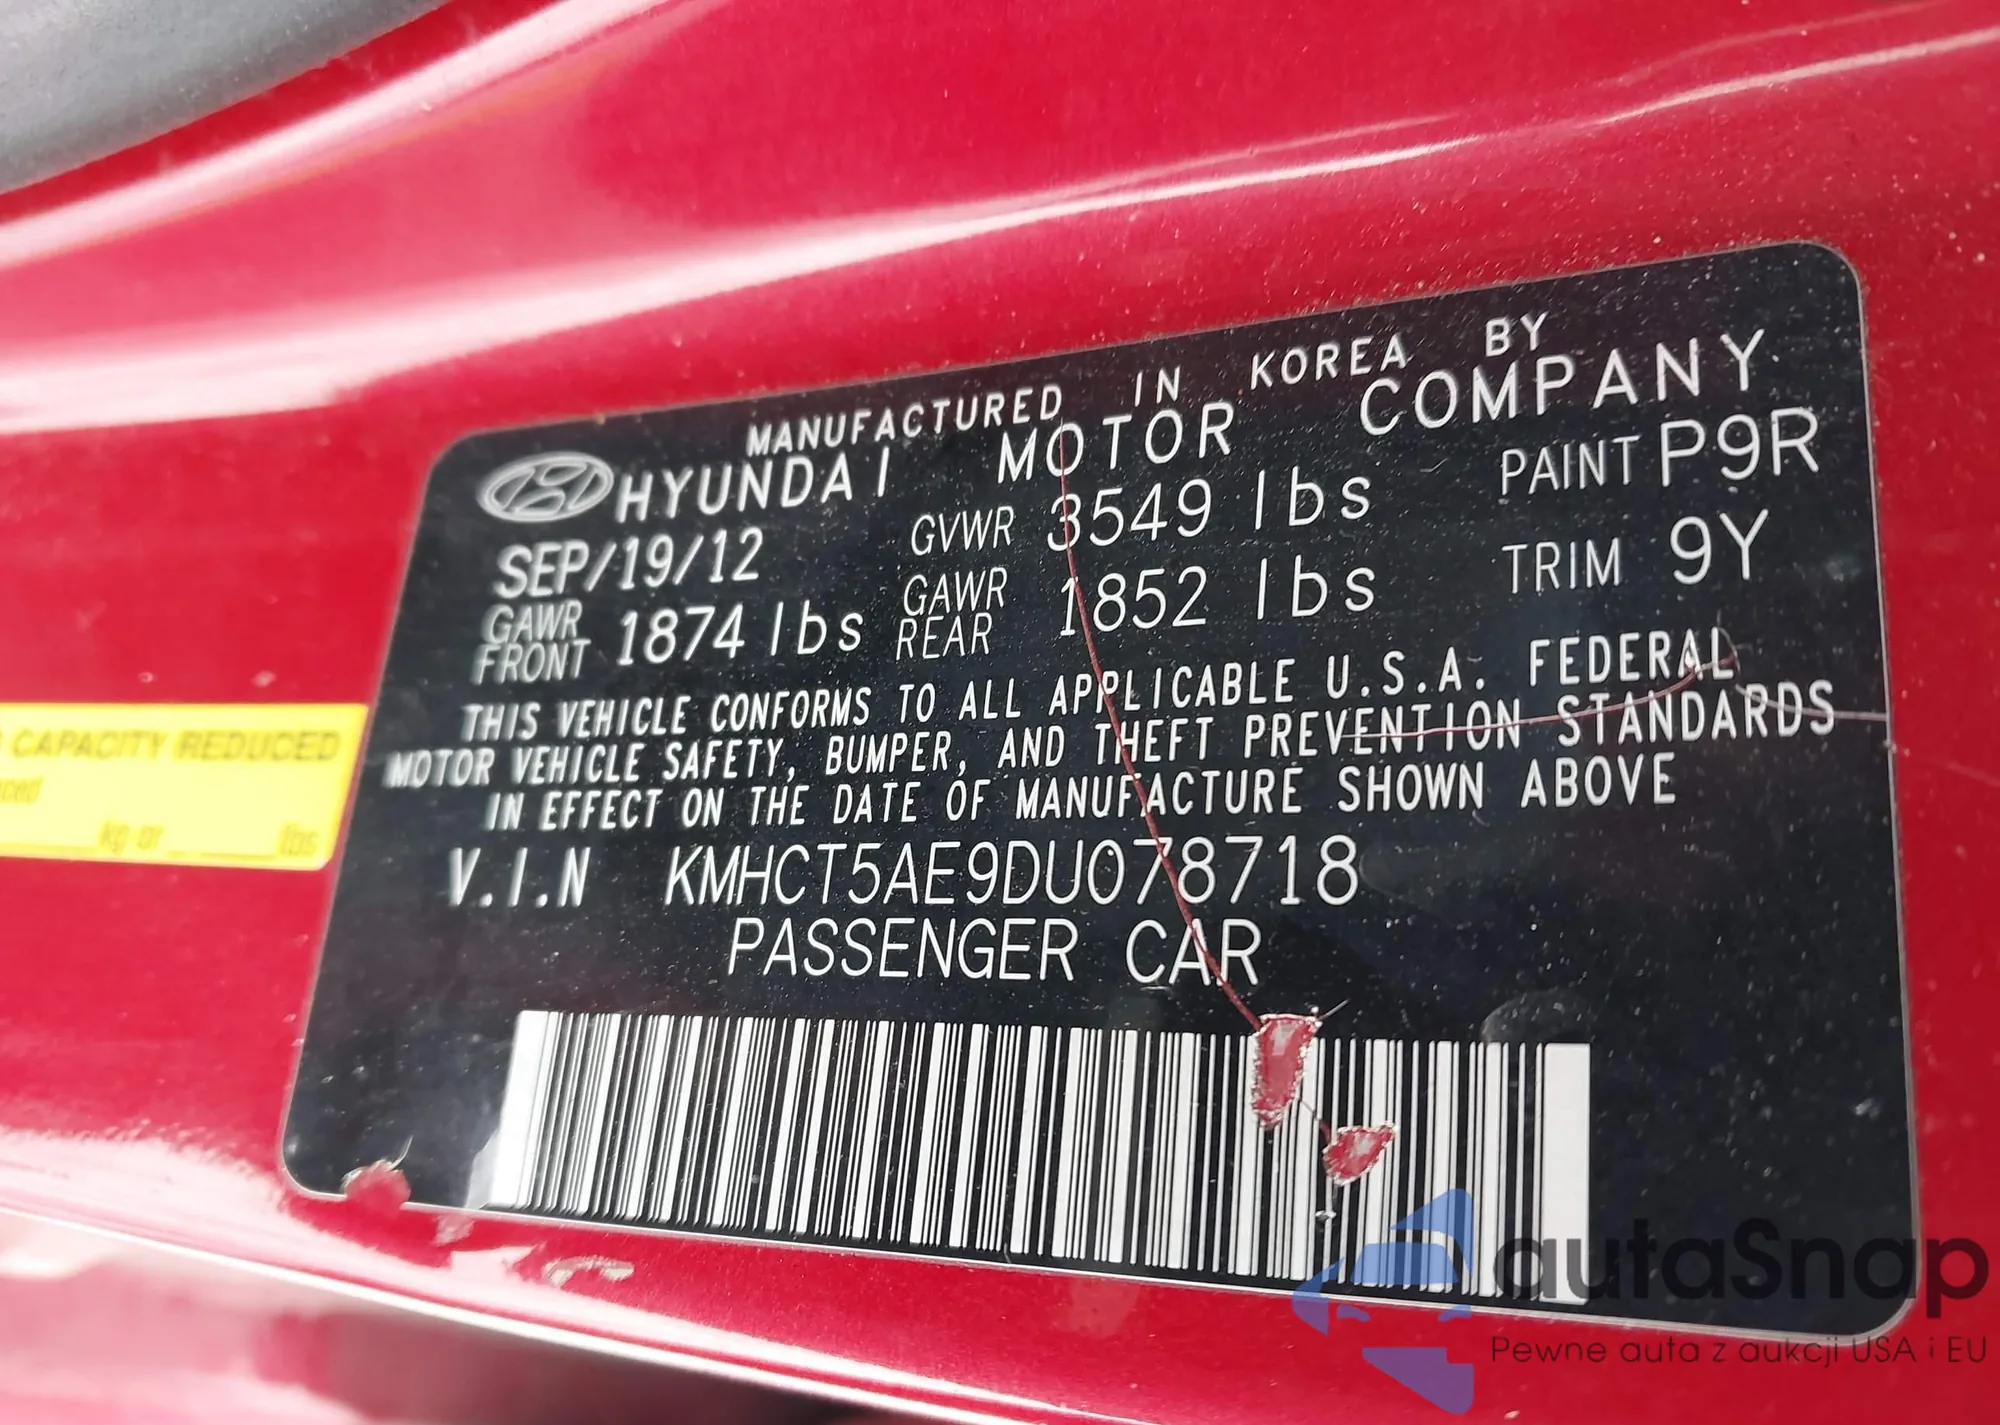 MANUFACTURED IN KOREA BY
HYUNDAI MOTOR COMPANY
SEP/19/12 GVWR 3549 lbs PAINT P9R
GAWR FRONT 1874 lbs GAWR REAR 1852 lbs TRIM 9Y
THIS VEHICLE CONFORMS TO ALL APPLICABLE U.S.A. FEDERAL
MOTOR VEHICLE SAFETY, BUMPER, AND THEFT PREVENTION STANDARDS
IN EFFECT ON THE DATE OF MANUFACTURE SHOWN ABOVE
V.I.N KMHCT5AE9DU078718
PASSENGER CAR
CAPACITY REDUCED
kg or lbs
autaSnap
Pewne auta z aukcji USA i EU